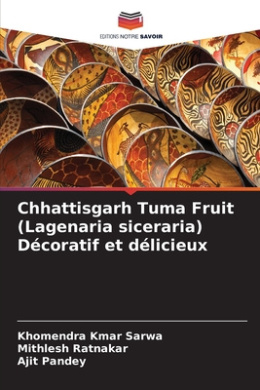 EDITIONS NOTRE SAVOIR
Chhattisgarh Tuma Fruit
(Lagenaria siceraria)
Décoratif et délicieux
Khomendra Kmar Sarwa
Mithlesh Ratnakar
Ajit Pandey